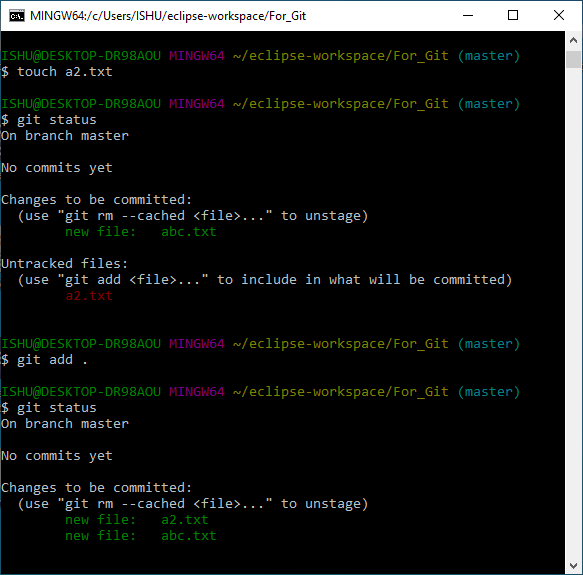 MINGW64:/c/Users/ISHU/eclipse-workspace/For_Git
ISHU@DESKTOP-DR98AOU MINGW64 ~/eclipse-workspace/For_Git (master)
$ touch a2.txt
ISHU@DESKTOP-DR98AOU MINGW64 ~/eclipse-workspace/For_Git (master)
$ git status
On branch master
No commits yet
Changes to be committed:
  (use "git rm --cached <file>..." to unstage)
        new file:   abc.txt
Untracked files:
  (use "git add <file>..." to include in what will be committed)
        a2.txt
ISHU@DESKTOP-DR98AOU MINGW64 ~/eclipse-workspace/For_Git (master)
$ git add .
ISHU@DESKTOP-DR98AOU MINGW64 ~/eclipse-workspace/For_Git (master)
$ git status
On branch master
No commits yet
Changes to be committed:
  (use "git rm --cached <file>..." to unstage)
        new file:   a2.txt
        new file:   abc.txt